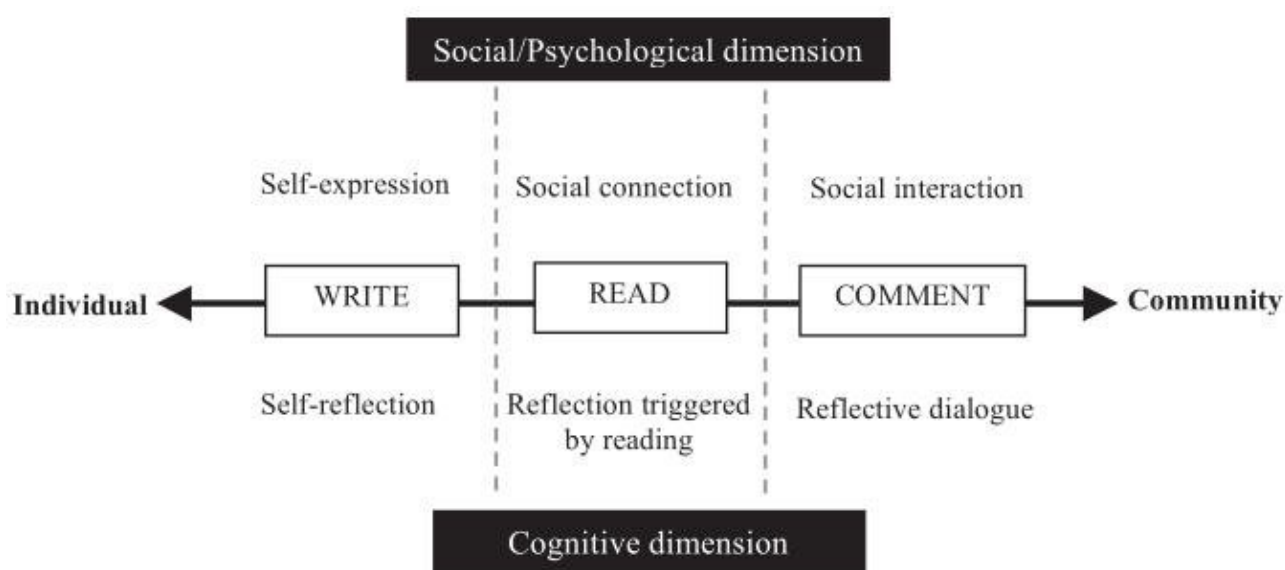 Social/Psychological dimension
Self-expression
Social connection
Social interaction
Individual
WRITE
READ
COMMENT
Community
Self-reflection
Reflection triggered
by reading
Reflective dialogue
Cognitive dimension